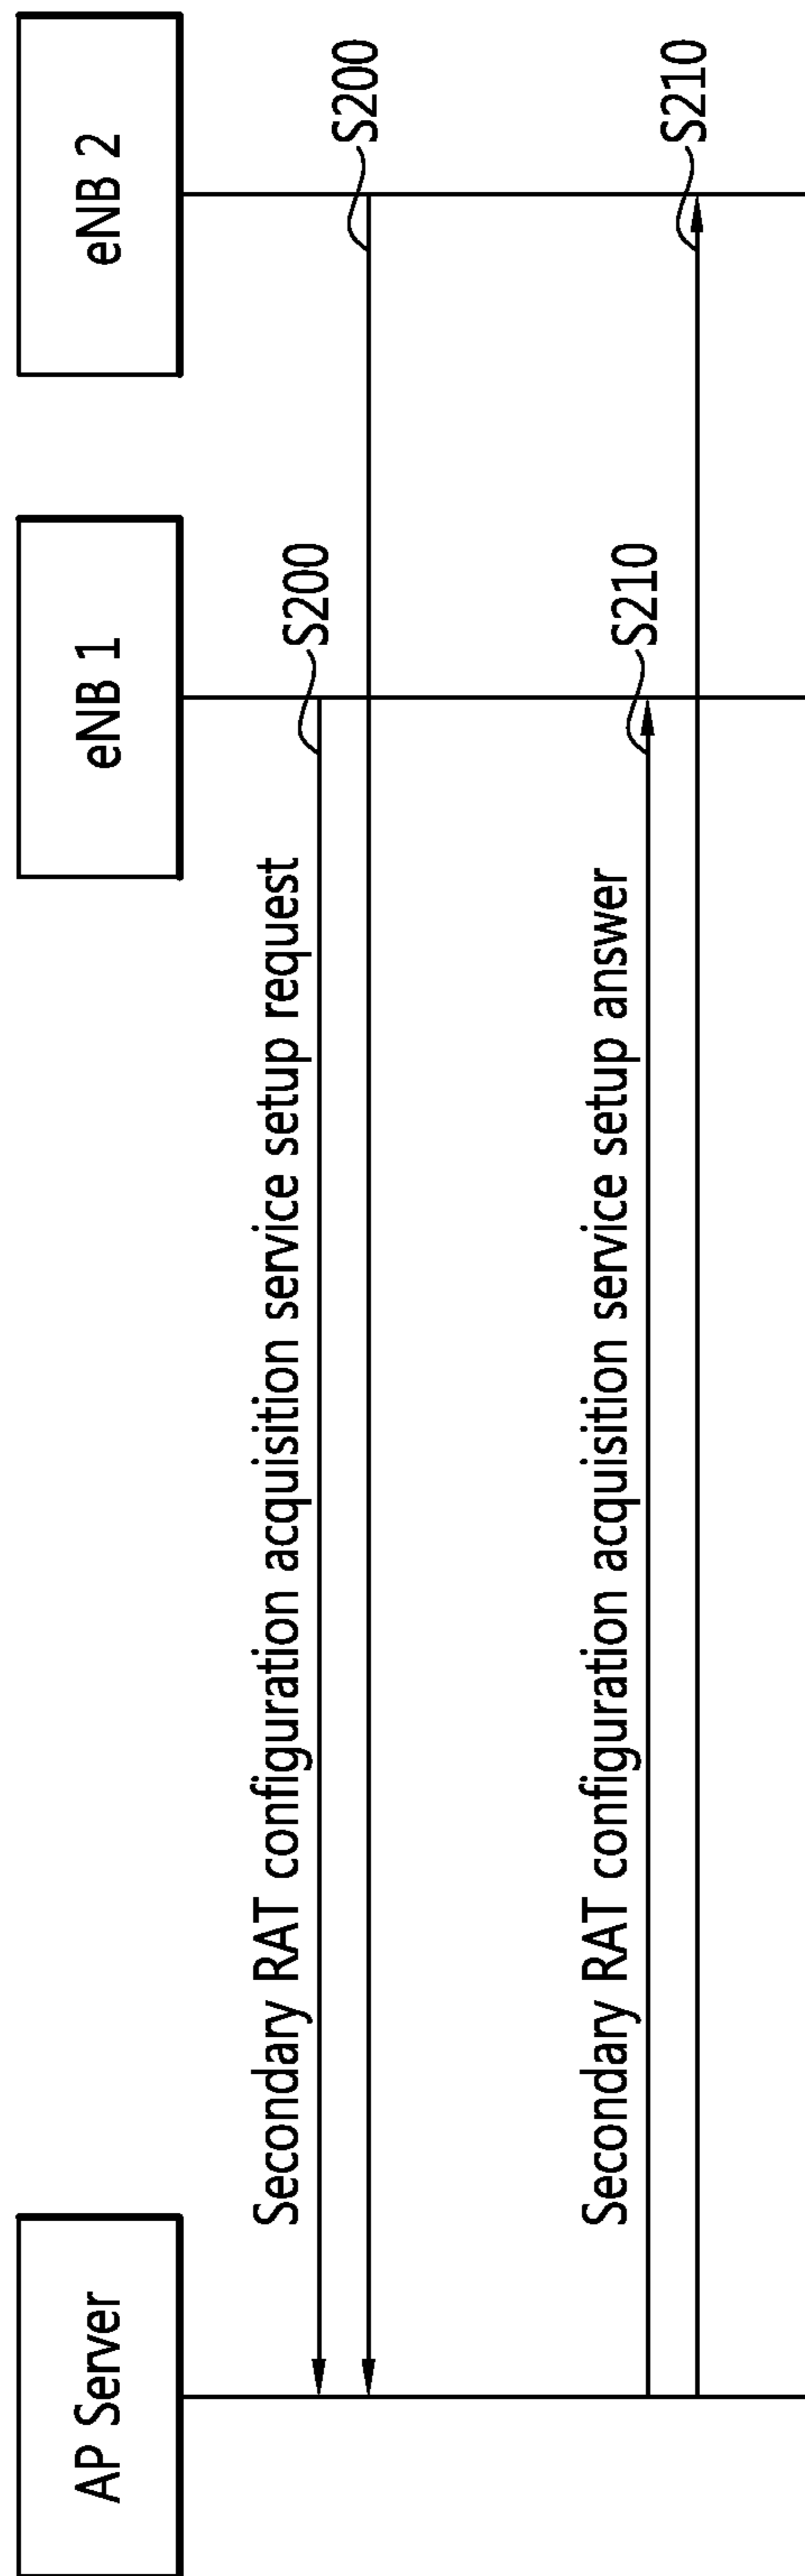 AP Server
eNB 1
eNB 2
Secondary RAT configuration acquisition service setup request
S200
S200
Secondary RAT configuration acquisition service setup answer
S210
S210